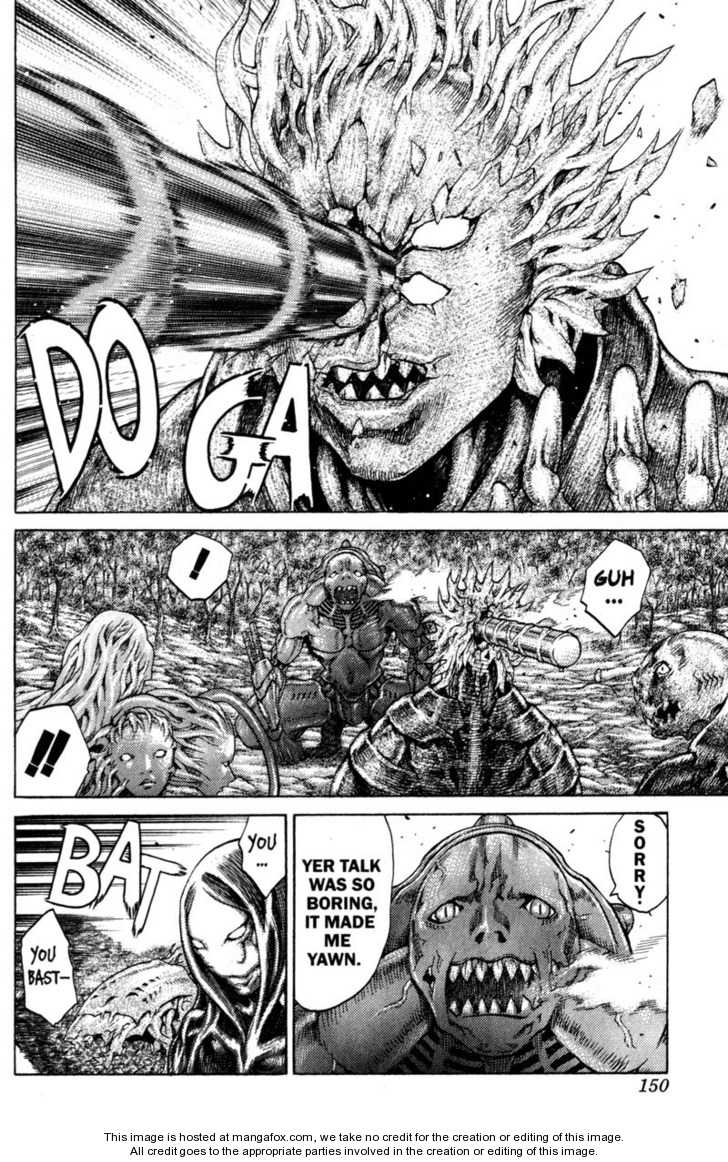 DO
GA
!
GUH
...
!!
SORRY.
YER TALK
WAS SO
BORING,
IT MADE
ME
YAWN.
YOU
...
BAT
YOU
BAST–
150
This image is hosted at mangafox.com, we take no credit for the creation or editing of this image.
All credit goes to the appropriate parties involved in the creation or editing of this image.